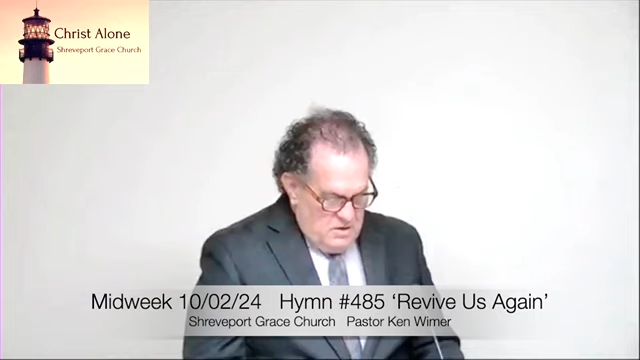 Christ Alone
Shreveport Grace Church
Midweek 10/02/24 Hymn #485 ‘Revive Us Again’
Shreveport Grace Church Pastor Ken Wimer